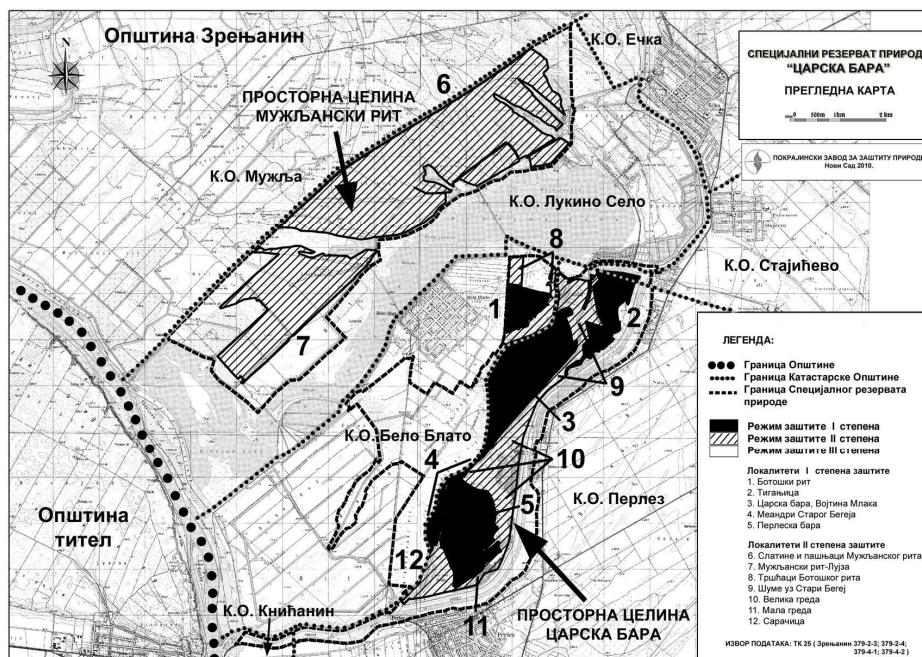 Општина Зрењанин
К.О. Ечка
6
ПРОСТОРНА ЦЕЛИНА
МУЖЉАНСКИ РИТ
К.О. Мужља
К.О. Лукино Село
8
К.О. Стајићево
1
2
7
9
3
К.О. Бело Блато
4
10
К.О. Перлез
5
Општина
тител
12
11
ПРОСТОРНА ЦЕЛИНА
ЦАРСКА БАРА
К.О. Книћанин
N
СПЕЦИЈАЛНИ РЕЗЕРВАТ ПРИРОД
“ЦАРСКА БАРА”
ПРЕГЛЕДНА КАРТА
0 500m 1km 2 km
ПОКРАЈИНСКИ ЗАВОД ЗА ЗАШТИТУ ПРИРОДЕ
Нови Сад 2010.
ЛЕГЕНДА:
Граница Општине
Граница Катастарске Општине
Граница Специјалног резервата
природе
Режим заштите I степена
Режим заштите II степена
Режим заштите III степена
Локалитети I степена заштите
1. Ботошки рит
2. Тигањица
3. Царска бара, Војтина Млака
4. Меандри Старог Бегеја
5. Перлеска бара
Локалитети II степена заштите
6. Слатине и пашњаци Мужљанског рита
7. Мужљански рит-Лујза
8. Тршћаци Ботошког рита
9. Шуме уз Стари Бегеј
10. Велика греда
11. Мала греда
12. Сарачица
ИЗВОР ПОДАТАКА: ТК 25 ( Зрењанин 379-2-3; 379-2-4;
379-4-1; 379-4-2 )